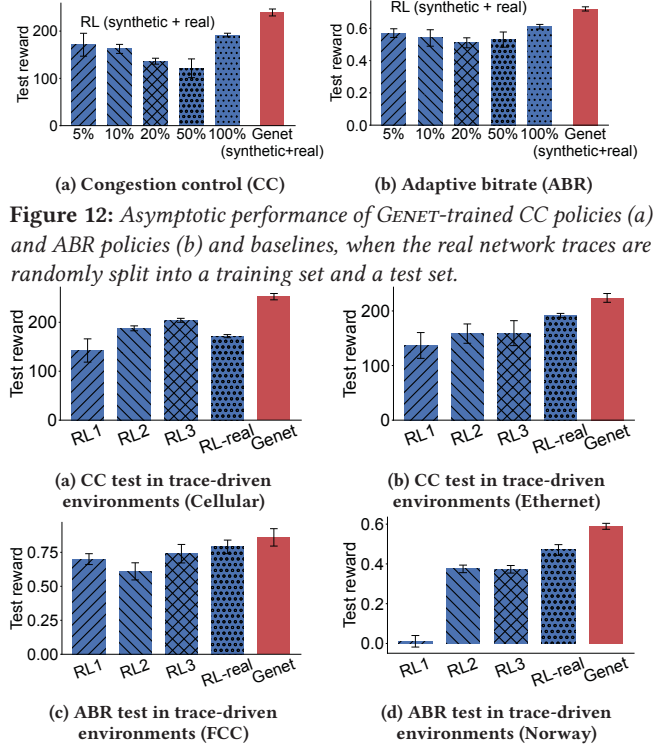 RL (synthetic + real)
Test reward
200
100
0
5% 10% 20% 50% 100% Genet
(synthetic+real)
(a) Congestion control (CC)
RL (synthetic + real)
Test reward
0.6
0.4
0.2
0.0
5% 10% 20% 50% 100% Genet
(synthetic+real)
(b) Adaptive bitrate (ABR)
Figure 12: Asymptotic performance of GENET-trained CC policies (a)
and ABR policies (b) and baselines, when the real network traces are
randomly split into a training set and a test set.
Test reward
200
100
0
RL1 RL2 RL3 RL-real Genet
(a) CC test in trace-driven
environments (Cellular)
Test reward
200
100
0
RL1 RL2 RL3 RL-real Genet
(b) CC test in trace-driven
environments (Ethernet)
Test reward
0.75
0.50
0.25
0.00
RL1 RL2 RL3 RL-real Genet
(c) ABR test in trace-driven
environments (FCC)
Test reward
0.6
0.4
0.2
0.0
RL1 RL2 RL3 RL-real Genet
(d) ABR test in trace-driven
environments (Norway)